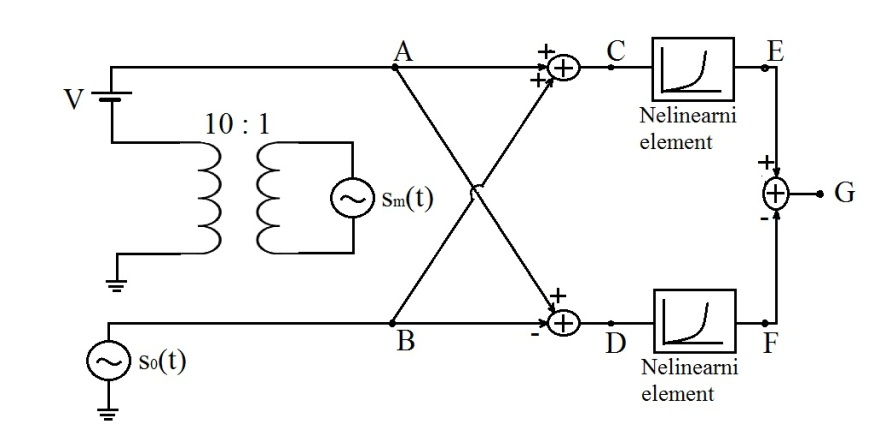 A
+
+
+
C
E
V
10 : 1
Nelinearni
element
+
sm(t)
+
G
-
+
B
-
+
D
F
s0(t)
Nelinearni
element